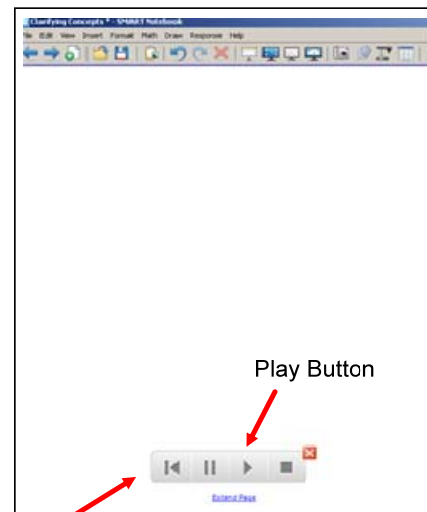 Clarifying Concepts * - SMART Notebook
File Edit View Insert Format Math Draw Response Help
Play Button
Extend Page